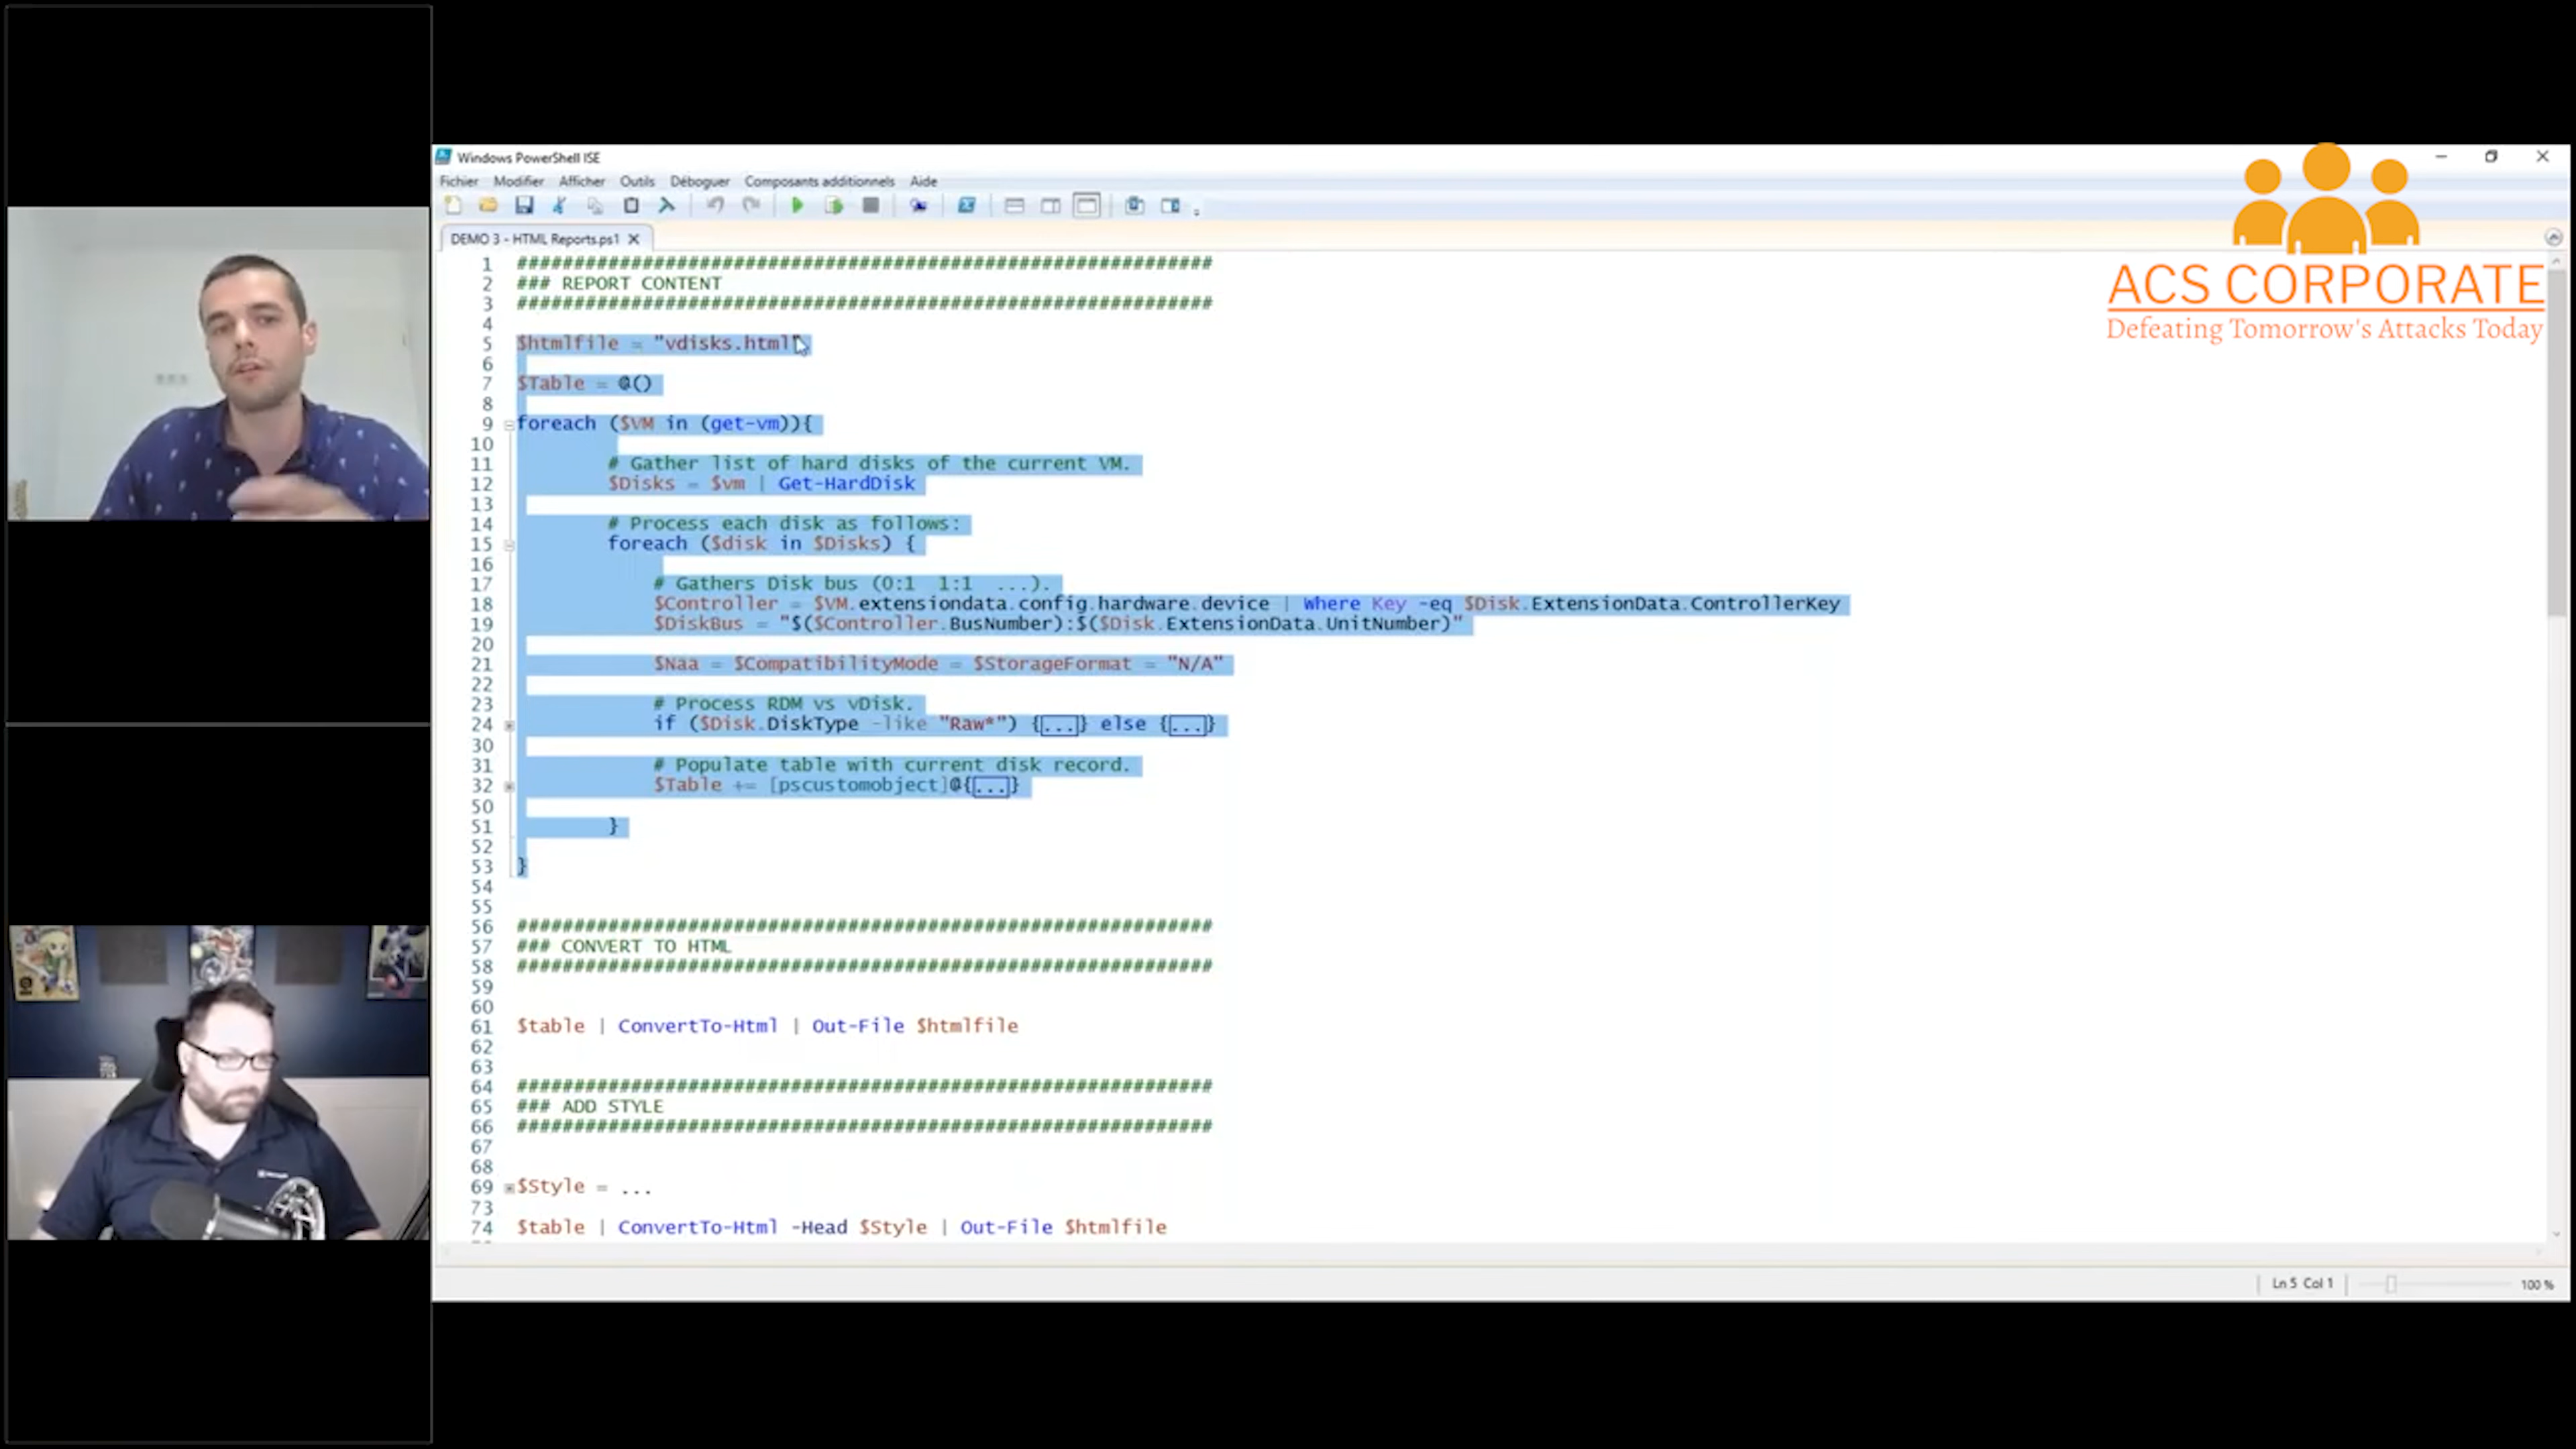 Windows PowerShell ISE
Fichier Modifier Afficher Outils Déboguer Composants additionnels Aide
DEMO 3 - HTML Reports.ps1
ACS CORPORATE
Defeating Tomorrow's Attacks Today
1 #############################################################
2 ### REPORT CONTENT
3 #############################################################
4
5 $htmlfile = "vdisks.html"
6
7 $Table = @()
8
9 foreach ($VM in (get-vm)){
10
11 # Gather list of hard disks of the current VM.
12 $Disks = $vm | Get-HardDisk
13
14 # Process each disk as follows:
15 foreach ($disk in $Disks) {
16
17 # Gathers Disk bus (0:1 1:1 ...).
18 $Controller = $VM.extensiondata.config.hardware.device | Where Key -eq $Disk.ExtensionData.ControllerKey
19 $DiskBus = "$($Controller.BusNumber):$($Disk.ExtensionData.UnitNumber)"
20
21 $Naa = $CompatibilityMode = $StorageFormat = "N/A"
22
23 # Process RDM vs vDisk.
24 if ($Disk.DiskType -like "Raw*") {...} else {...}
30
31 # Populate table with current disk record.
32 $Table += [pscustomobject]@{...}
50
51 }
52
53 }
54
55
56 #############################################################
57 ### CONVERT TO HTML
58 #############################################################
59
60
61 $table | ConvertTo-Html | Out-File $htmlfile
62
63
64 #############################################################
65 ### ADD STYLE
66 #############################################################
67
68
69 $Style = ...
73
74 $table | ConvertTo-Html -Head $Style | Out-File $htmlfile
Ln 5 Col 1
100 %